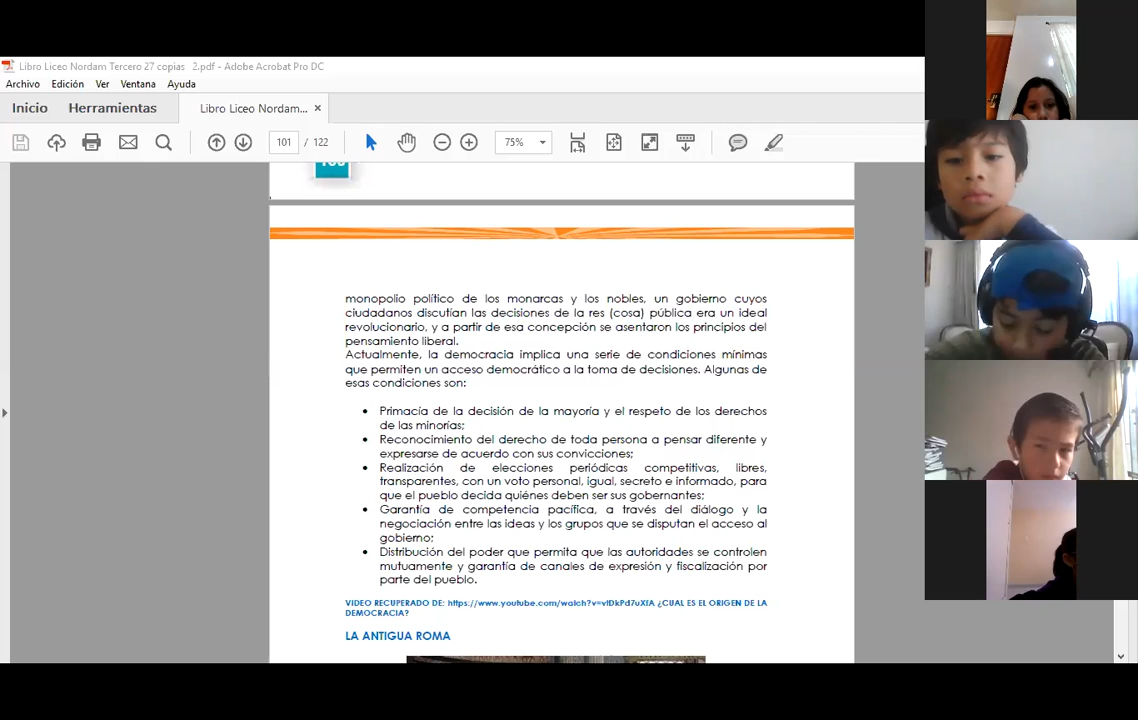 Libro Liceo Nordam Tercero 27 copias 2.pdf - Adobe Acrobat Pro DC
Archivo Edición Ver Ventana Ayuda
Inicio Herramientas Libro Liceo Nordam... ×
101 / 122 75%
monopolio político de los monarcas y los nobles, un gobierno cuyos
ciudadanos discutían las decisiones de la res (cosa) pública era un ideal
revolucionario, y a partir de esa concepción se asentaron los principios del
pensamiento liberal.
Actualmente, la democracia implica una serie de condiciones mínimas
que permiten un acceso democrático a la toma de decisiones. Algunas de
esas condiciones son:
• Primacía de la decisión de la mayoría y el respeto de los derechos
de las minorías;
• Reconocimiento del derecho de toda persona a pensar diferente y
expresarse de acuerdo con sus convicciones;
• Realización de elecciones periódicas competitivas, libres,
transparentes, con un voto personal, igual, secreto e informado, para
que el pueblo decida quiénes deben ser sus gobernantes;
• Garantía de competencia pacífica, a través del diálogo y la
negociación entre las ideas y los grupos que se disputan el acceso al
gobierno;
• Distribución del poder que permita que las autoridades se controlen
mutuamente y garantía de canales de expresión y fiscalización por
parte del pueblo.
VIDEO RECUPERADO DE: ¿CUAL ES EL ORIGEN DE LA
DEMOCRACIA?
LA ANTIGUA ROMA